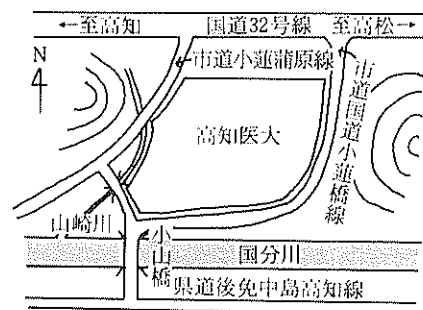 ←至高知 国道32号線 至高松→
N
市道小蓮蒲原線
市道国道小蓮橋線
高知医大
山崎川
小山橋
国分川
県道後免中島高知線